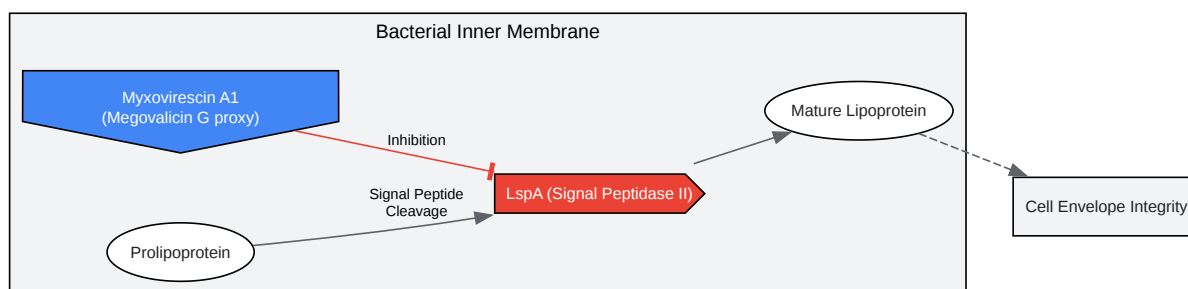 Bacterial Inner Membrane
Myxovirescin A1
(Megovalicin G proxy)
Inhibition
Mature Lipoprotein
LspA (Signal Peptidase II)
Signal Peptide
Cleavage
Cell Envelope Integrity
Prolipoprotein